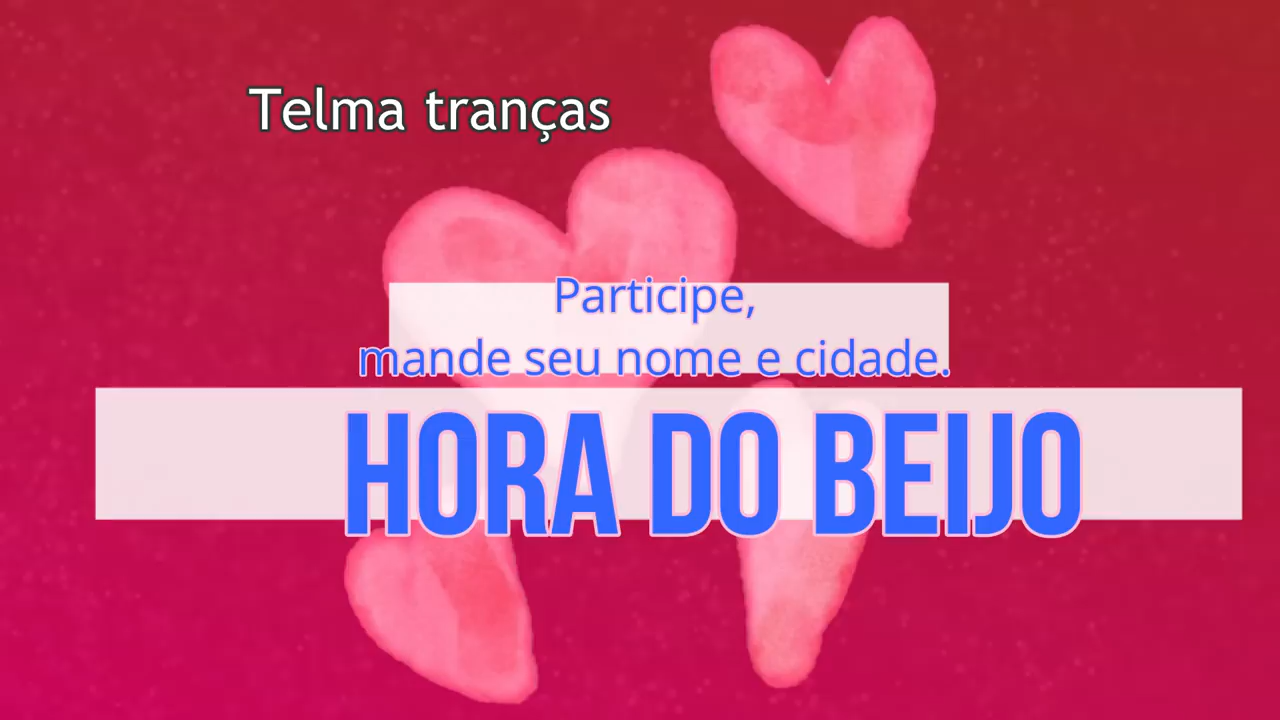 Telma tranças
Participe,
mande seu nome e cidade.
HORA DO BEIJO